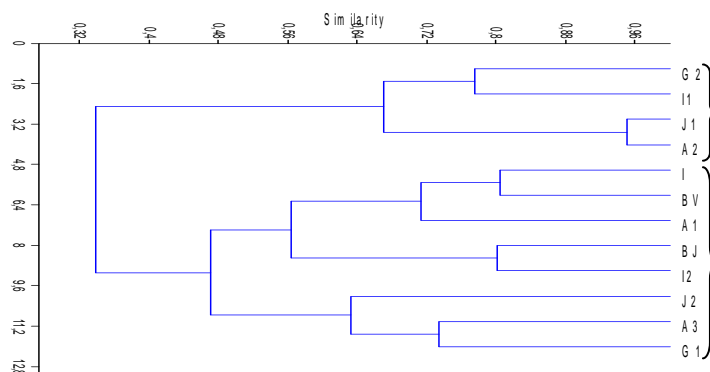 Similarity
0,32
0,4
0,48
0,56
0,64
0,72
0,8
0,88
0,96
0
1,6
3,2
4,8
6,4
8
9,6
11,2
12,8
G 2
I1
J 1
A 2
I
B V
A 1
B J
I2
J 2
A 3
G 1